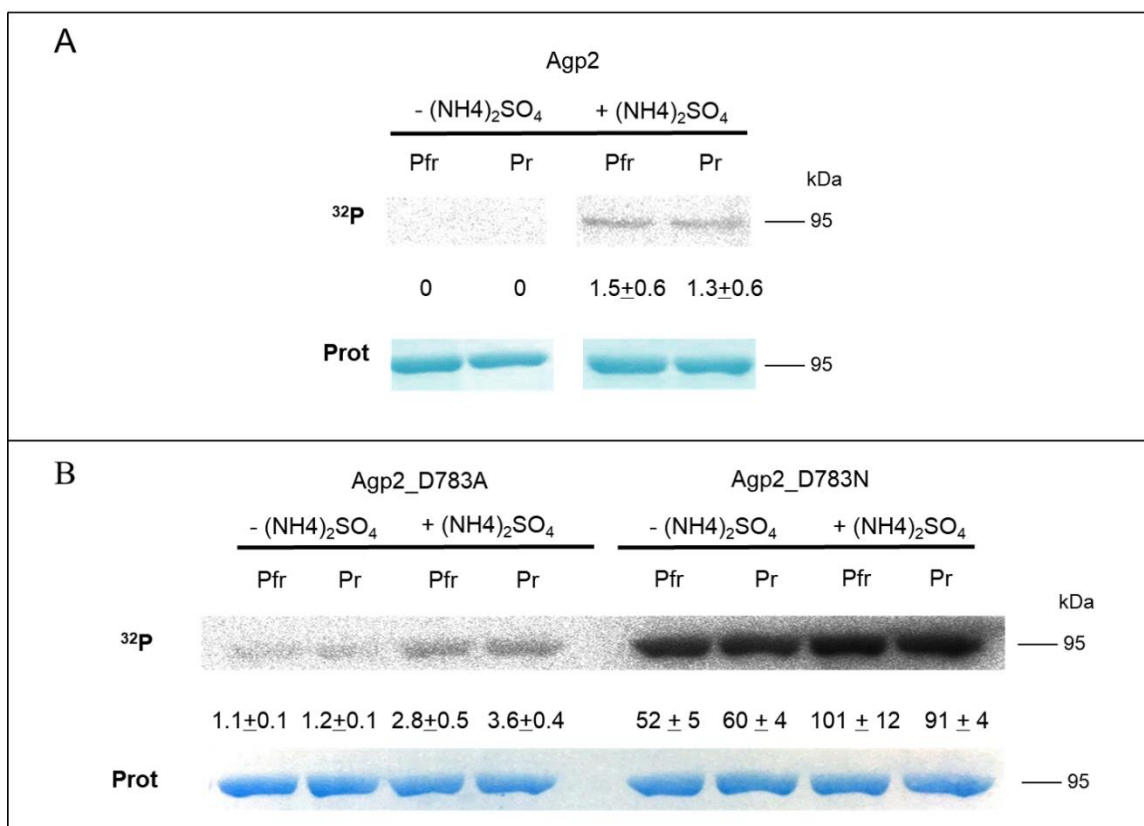 A
Agp2
- (NH4)₂SO₄ + (NH4)₂SO₄
Pfr Pr Pfr Pr
kDa
³²P 95
0 0 1.5±0.6 1.3±0.6
Prot 95
B
Agp2_D783A Agp2_D783N
- (NH4)₂SO₄ + (NH4)₂SO₄ - (NH4)₂SO₄ + (NH4)₂SO₄
Pfr Pr Pfr Pr Pfr Pr Pfr Pr
kDa
³²P 95
1.1±0.1 1.2±0.1 2.8±0.5 3.6±0.4 52 ± 5 60 ± 4 101 ± 12 91 ± 4
Prot 95